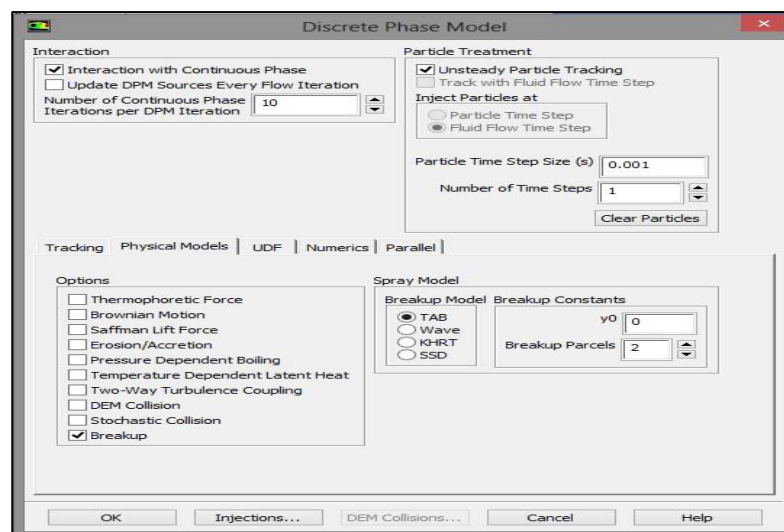 Discrete Phase Model
Interaction
Interaction with Continuous Phase
Update DPM Sources Every Flow Iteration
Number of Continuous Phase
Iterations per DPM Iteration
10
Particle Treatment
Unsteady Particle Tracking
Track with Fluid Flow Time Step
Inject Particles at
Particle Time Step
Fluid Flow Time Step
Particle Time Step Size (s) 0.001
Number of Time Steps 1
Clear Particles
Tracking Physical Models UDF Numerics Parallel
Options
Thermophoretic Force
Brownian Motion
Saffman Lift Force
Erosion/Accretion
Pressure Dependent Boiling
Temperature Dependent Latent Heat
Two-Way Turbulence Coupling
DEM Collision
Stochastic Collision
Breakup
Spray Model
Breakup Model
TAB
Wave
KHRT
SSD
Breakup Constants
y0 0
Breakup Parcels 2
OK Injections... DEM Collisions... Cancel Help